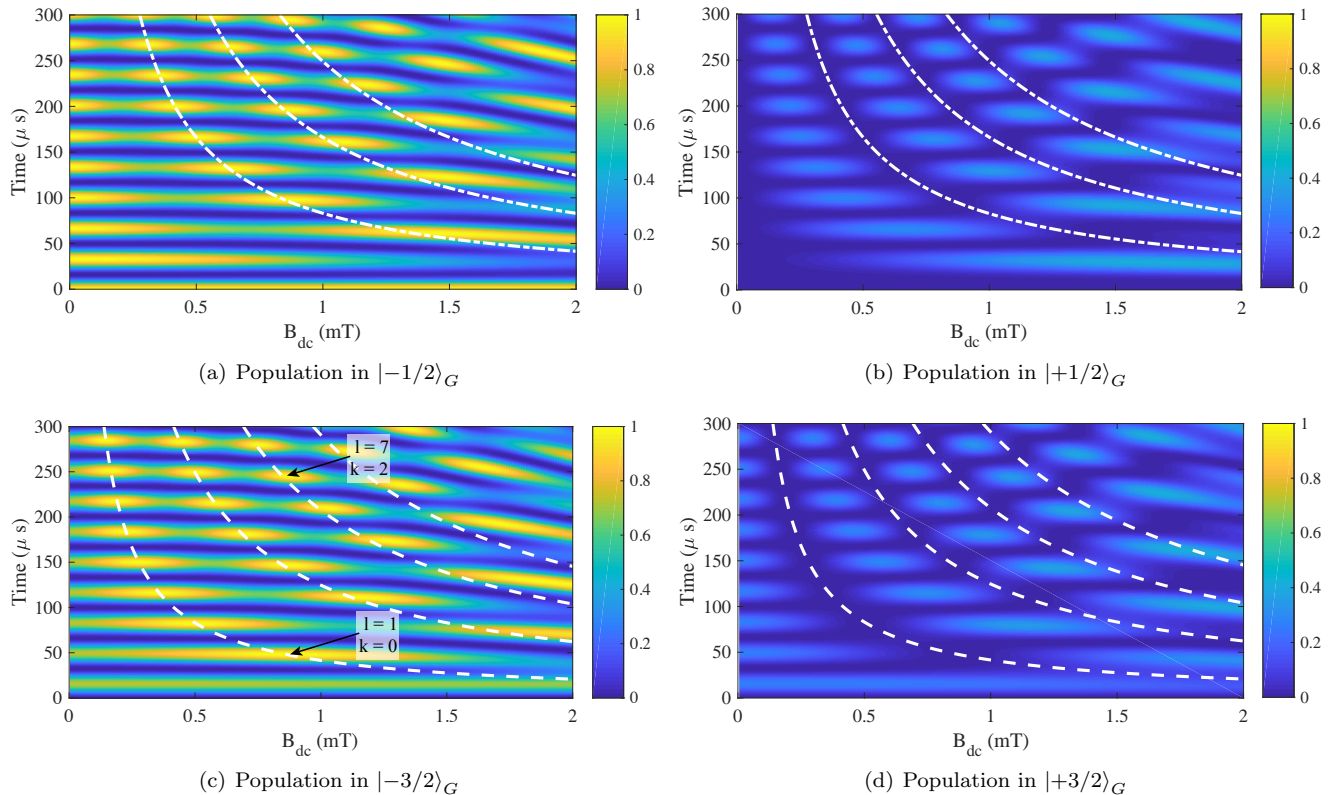 300
250
200
150
100
50
0
Time (μ s)
0 0.5 1 1.5 2
B_dc (mT)
1
0.8
0.6
0.4
0.2
0
(a) Population in |−1/2⟩_G
300
250
200
150
100
50
0
Time (μ s)
0 0.5 1 1.5 2
B_dc (mT)
1
0.8
0.6
0.4
0.2
0
(b) Population in |+1/2⟩_G
300
250
200
150
100
50
0
Time (μ s)
l = 7
k = 2
l = 1
k = 0
0 0.5 1 1.5 2
B_dc (mT)
1
0.8
0.6
0.4
0.2
0
(c) Population in |−3/2⟩_G
300
250
200
150
100
50
0
Time (μ s)
0 0.5 1 1.5 2
B_dc (mT)
1
0.8
0.6
0.4
0.2
0
(d) Population in |+3/2⟩_G